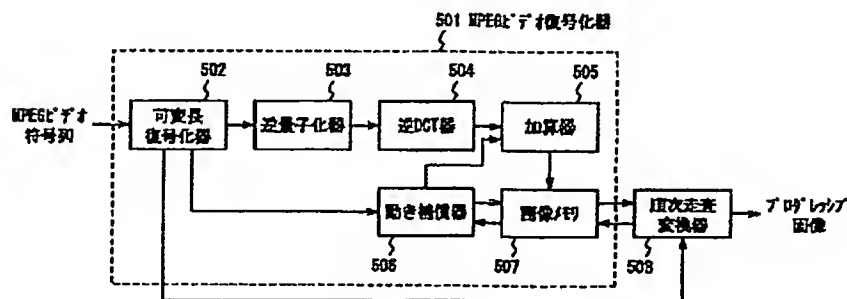 501 MPEGビデオ復号化器
502
503
504
505
MPEGビデオ
符号列
可変長
復号化器
逆量子化器
逆DCT器
加算器
動き補償器
画像メモリ
順次走査
変換器
プログレッシブ
画像
506
507
508